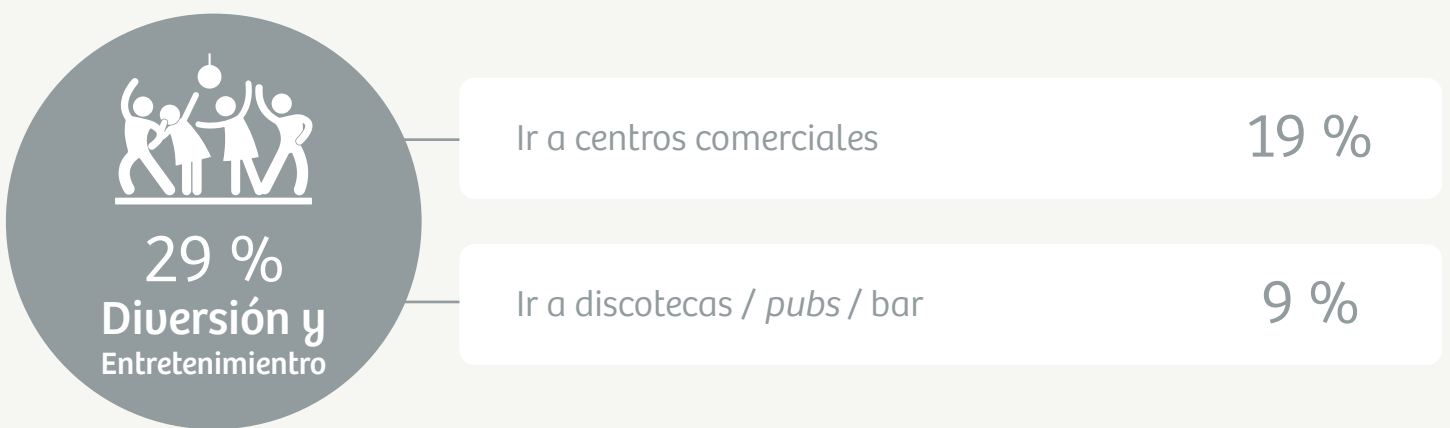 29 %
Diversión y
Entretenimientro
Ir a centros comerciales 19 %
Ir a discotecas / pubs / bar 9 %